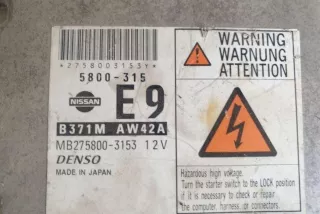 *2758003153Y*
5800-315
NISSAN
E9
B371M AW42A
MB275800-3153 12V
DENSO
MADE IN JAPAN
WARNING
WARNUNG
ATTENTION
Hazardous high voltage.
Turn the starter switch to the LOCK position
if it is necessary to check or repair
the computer, harness, or connectors.